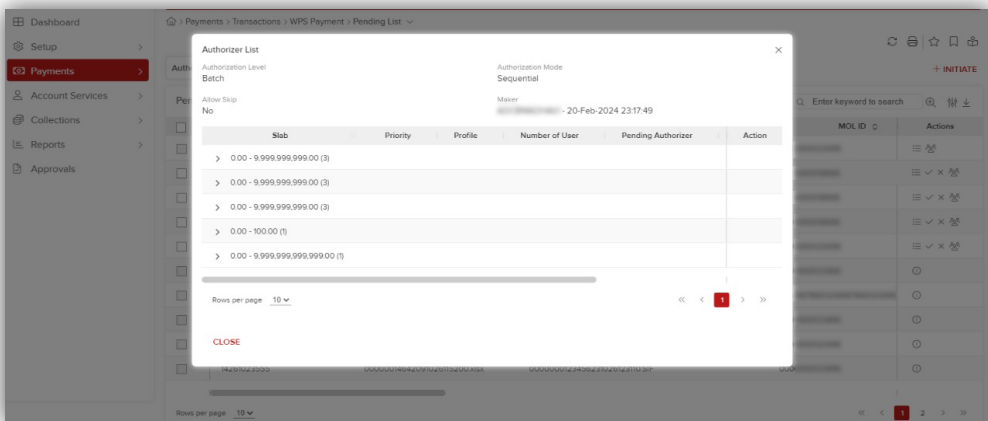 Dashboard
Setup
Payments
Account Services
Collections
Reports
Approvals
> Payments > Transactions > WPS Payment > Pending List
+ INITIATE
Enter keyword to search
MOL ID
Actions
Authorizer List
Authorization Level
Batch
Authorization Mode
Sequential
Allow Skip
No
Maker
- 20-Feb-2024 23:17:49
Slab Priority Profile Number of User Pending Authorizer Action
0.00 - 9,999,999,999.00 (3)
0.00 - 9,999,999,999.00 (3)
0.00 - 9,999,999,999.00 (3)
0.00 - 100.00 (1)
0.00 - 9,999,999,999,999.00 (1)
Rows per page 10
1
CLOSE
Rows per page 10
1 2